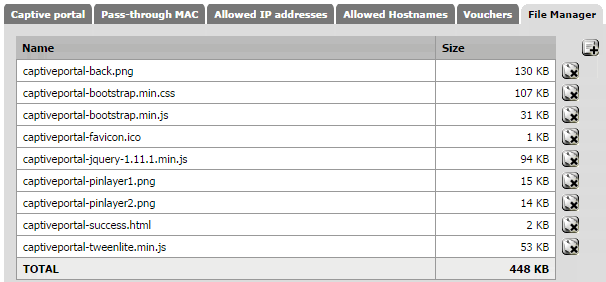 Captive portal Pass-through MAC Allowed IP addresses Allowed Hostnames Vouchers File Manager
Name Size
captiveportal-back.png 130 KB
captiveportal-bootstrap.min.css 107 KB
captiveportal-bootstrap.min.js 31 KB
captiveportal-favicon.ico 1 KB
captiveportal-jquery-1.11.1.min.js 94 KB
captiveportal-pinlayer1.png 15 KB
captiveportal-pinlayer2.png 14 KB
captiveportal-success.html 2 KB
captiveportal-tweenlite.min.js 53 KB
TOTAL 448 KB